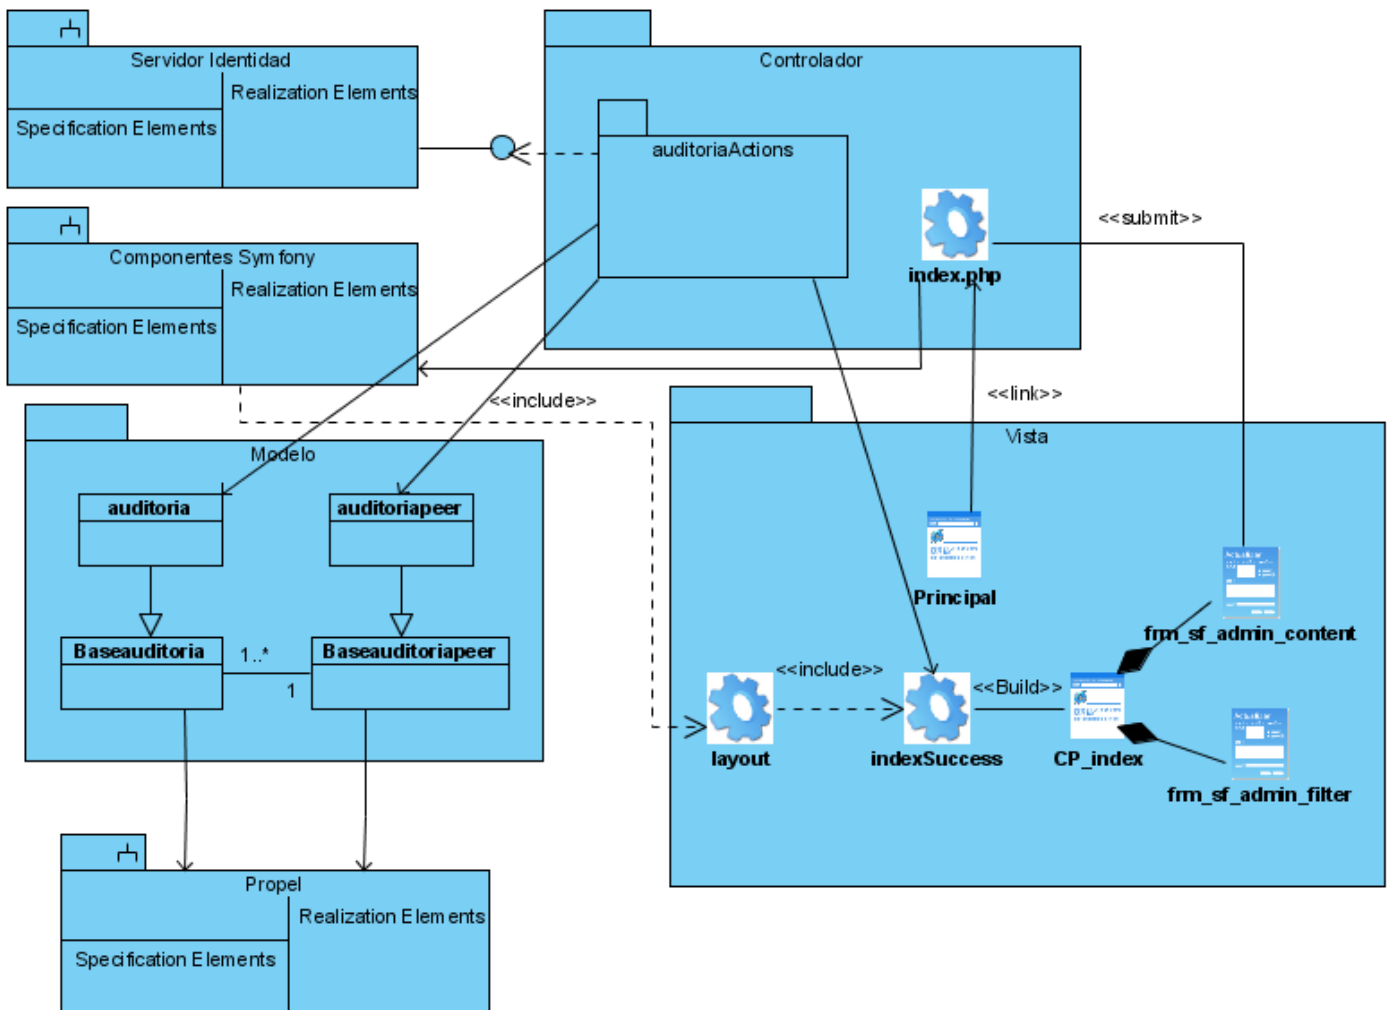 Servidor Identidad
Realization Elements
Specification Elements
Controlador
auditoriaActions
index.php
<<submit>>
Componentes Symfony
Realization Elements
Specification Elements
<<include>>
<<link>>
Modelo
auditoria
auditoriapeer
Baseauditoria
1..*
1
Baseauditoriapeer
Vista
Principal
frm_sf_admin_content
<<include>>
<<Build>>
layout
indexSuccess
CP_index
frm_sf_admin_filter
Propel
Realization Elements
Specification Elements